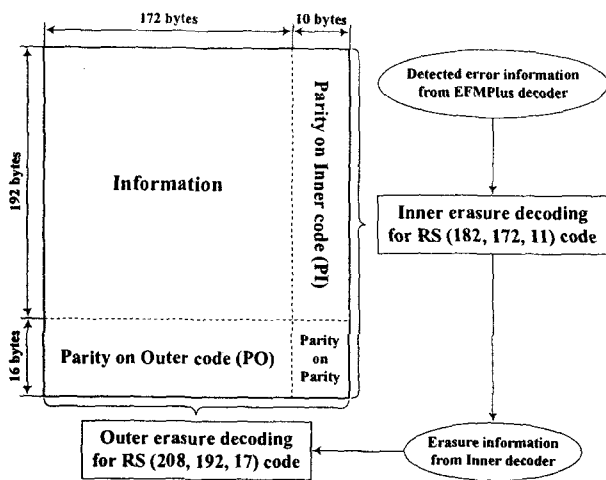 172 bytes
10 bytes
192 bytes
Information
Parity on Inner code (PI)
Detected error information
from EFMPlus decoder
Inner erasure decoding
for RS (182, 172, 11) code
16 bytes
Parity on Outer code (PO)
Parity
on
Parity
Outer erasure decoding
for RS (208, 192, 17) code
Erasure information
from Inner decoder